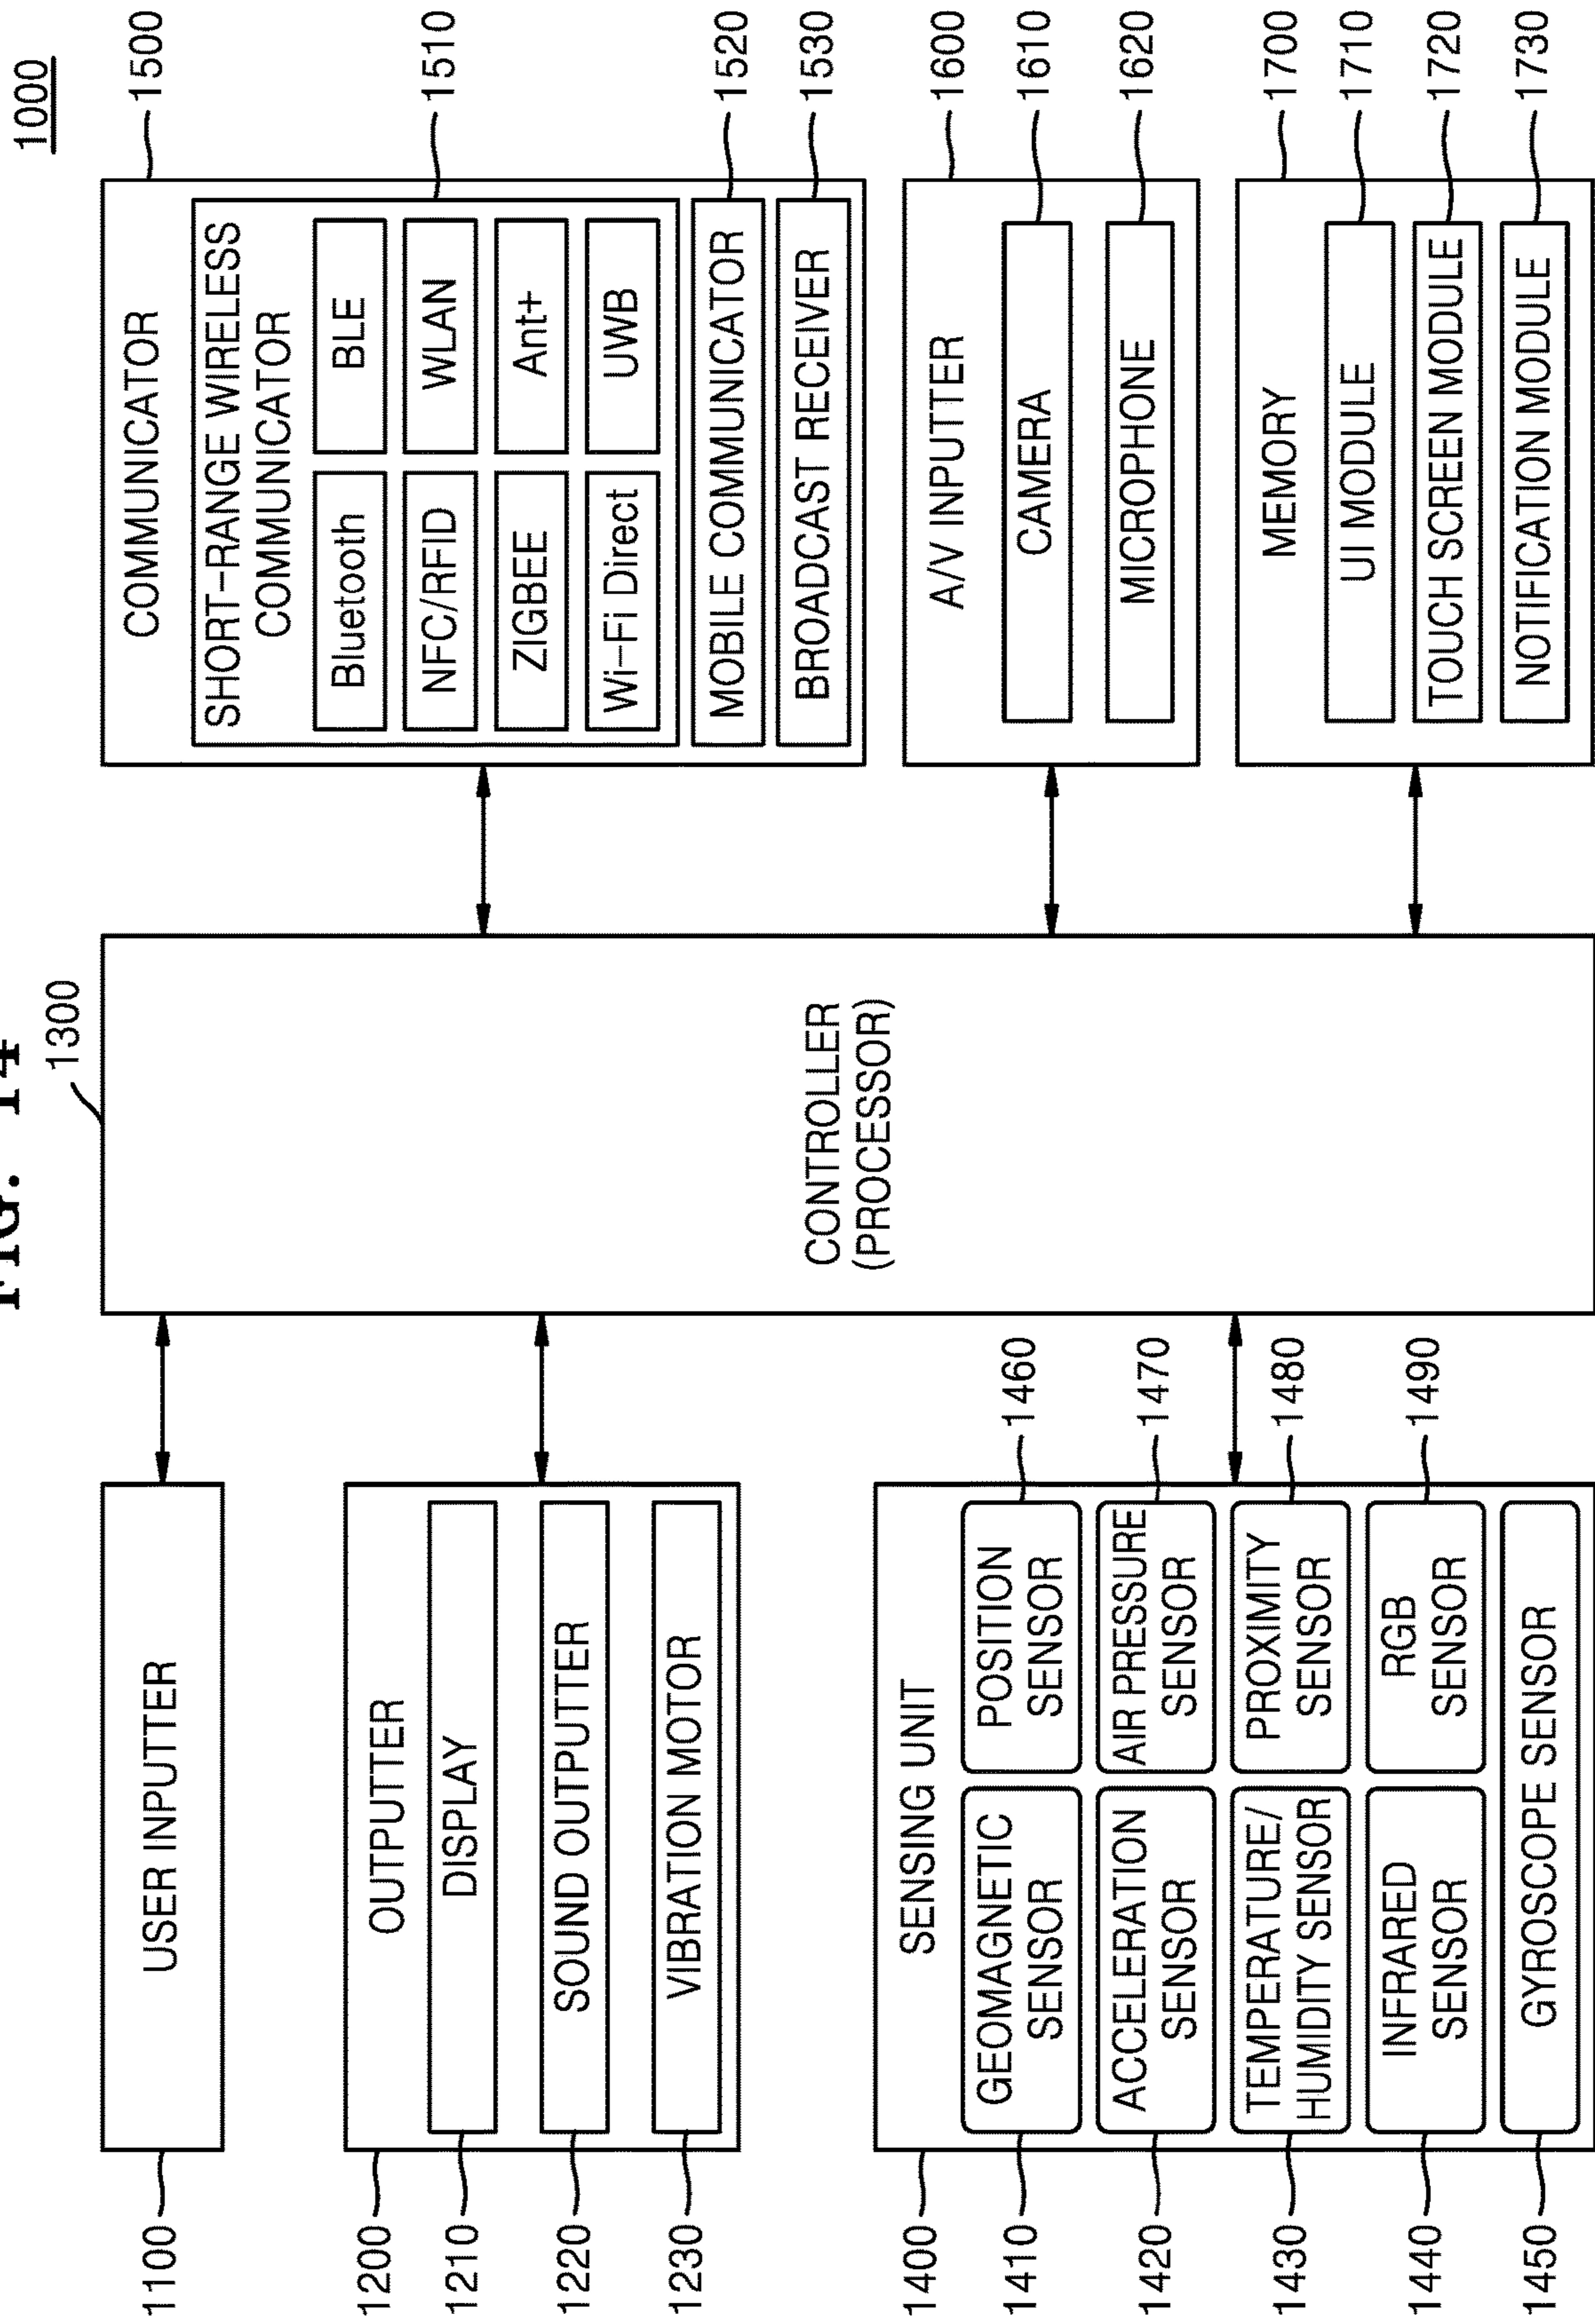 FIG. 14
1000
1300
1100
USER INPUTTER
1200
OUTPUTTER
1210
DISPLAY
1220
SOUND OUTPUTTER
1230
VIBRATION MOTOR
1400
SENSING UNIT
1410
GEOMAGNETIC
SENSOR
POSITION
SENSOR
1460
1420
ACCELERATION
SENSOR
AIR PRESSURE
SENSOR
1470
1430
TEMPERATURE/
HUMIDITY SENSOR
PROXIMITY
SENSOR
1480
1440
INFRARED
SENSOR
RGB
SENSOR
1490
1450
GYROSCOPE SENSOR
CONTROLLER
(PROCESSOR)
COMMUNICATOR
1500
SHORT-RANGE WIRELESS
COMMUNICATOR
1510
Bluetooth
BLE
NFC/RFID
WLAN
ZIGBEE
Ant+
Wi-Fi Direct
UWB
MOBILE COMMUNICATOR
1520
BROADCAST RECEIVER
1530
A/V INPUTTER
1600
CAMERA
1610
MICROPHONE
1620
MEMORY
1700
UI MODULE
1710
TOUCH SCREEN MODULE
1720
NOTIFICATION MODULE
1730